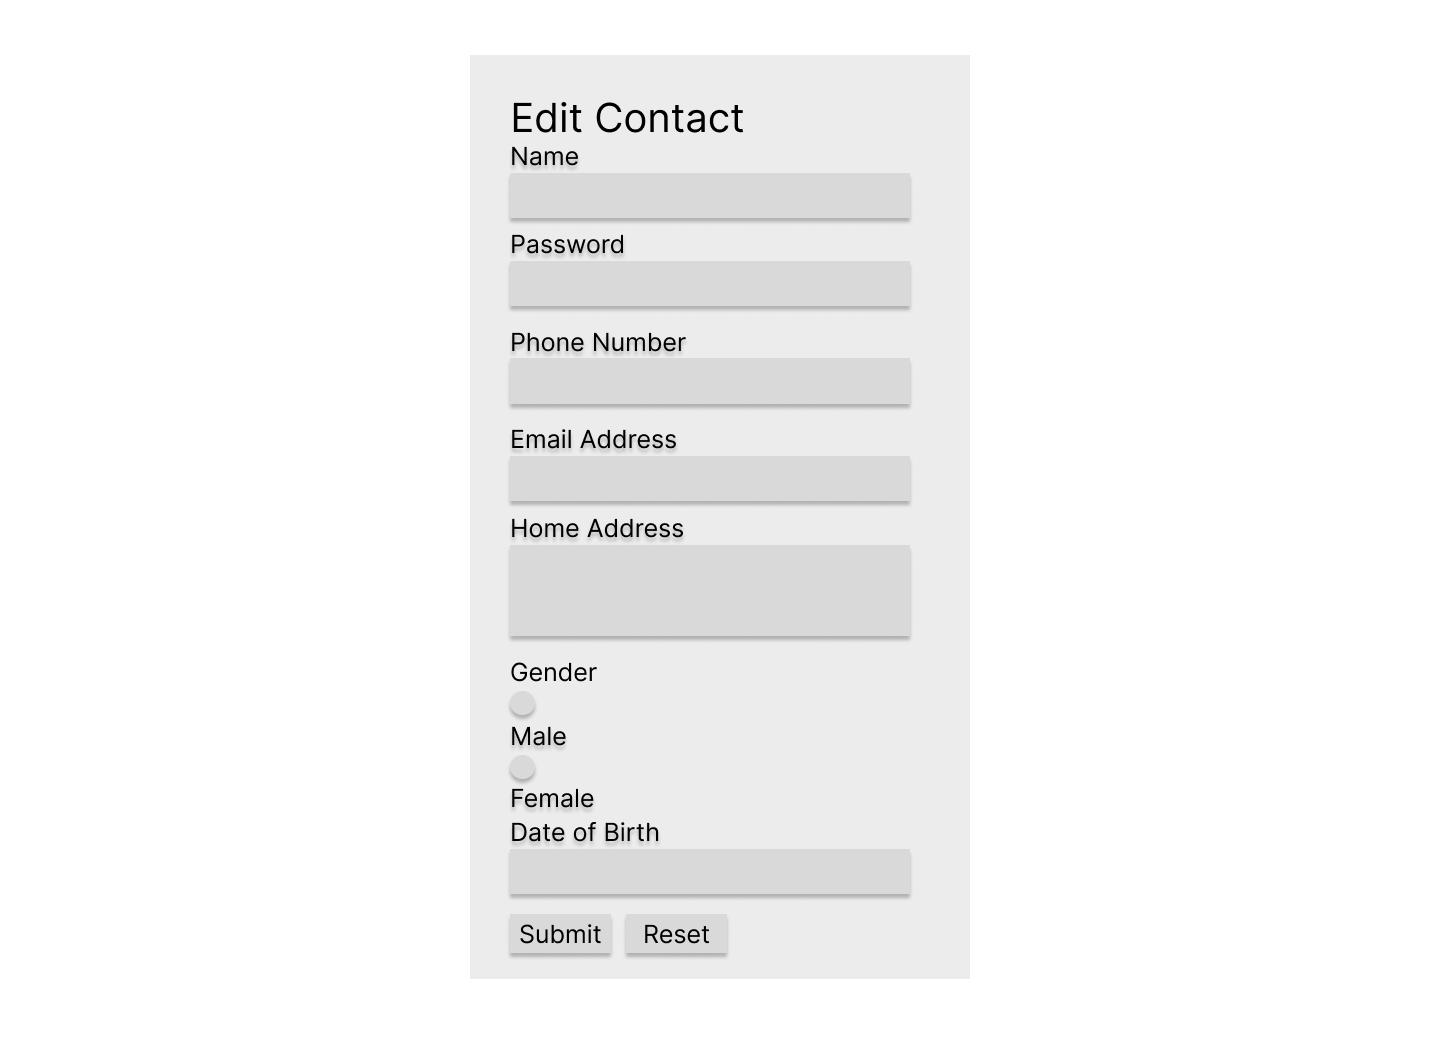 Edit Contact
Name
Password
Phone Number
Email Address
Home Address
Gender
Male
Female
Date of Birth
Submit Reset